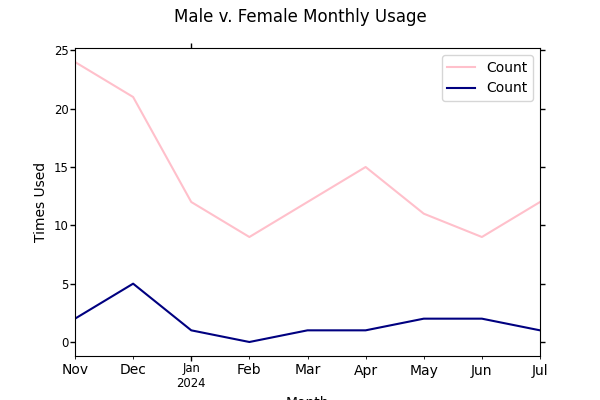 Male v. Female Monthly Usage
Count
Count
Times Used
25
20
15
10
5
0
Nov Dec Jan Feb Mar Apr May Jun Jul
2024
Month